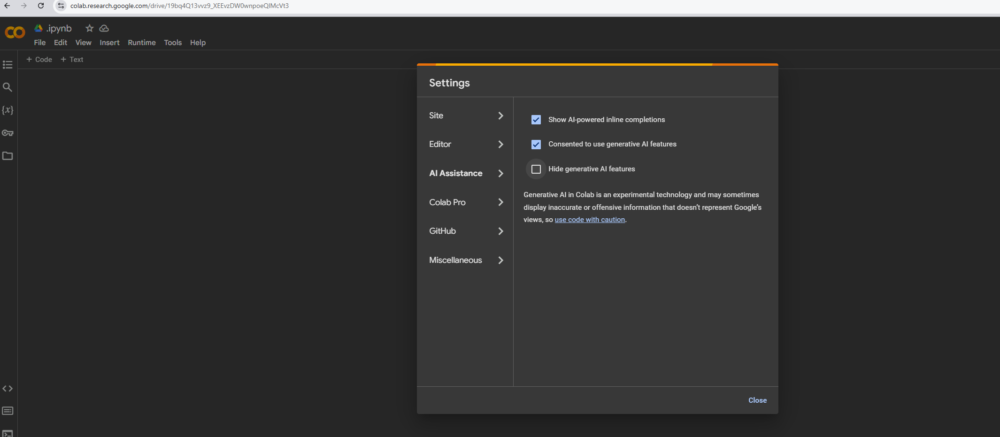 colab.research.google.com/drive/19bq4Q13vvz9_XEEvzDW0wnpoeQlMcVt3
.ipynb
File Edit View Insert Runtime Tools Help
+ Code + Text
Settings
Site
Editor
AI Assistance
Colab Pro
GitHub
Miscellaneous
Show AI-powered inline completions
Consented to use generative AI features
Hide generative AI features
Generative AI in Colab is an experimental technology and may sometimes
display inaccurate or offensive information that doesn't represent Google's
views, so use code with caution.
Close